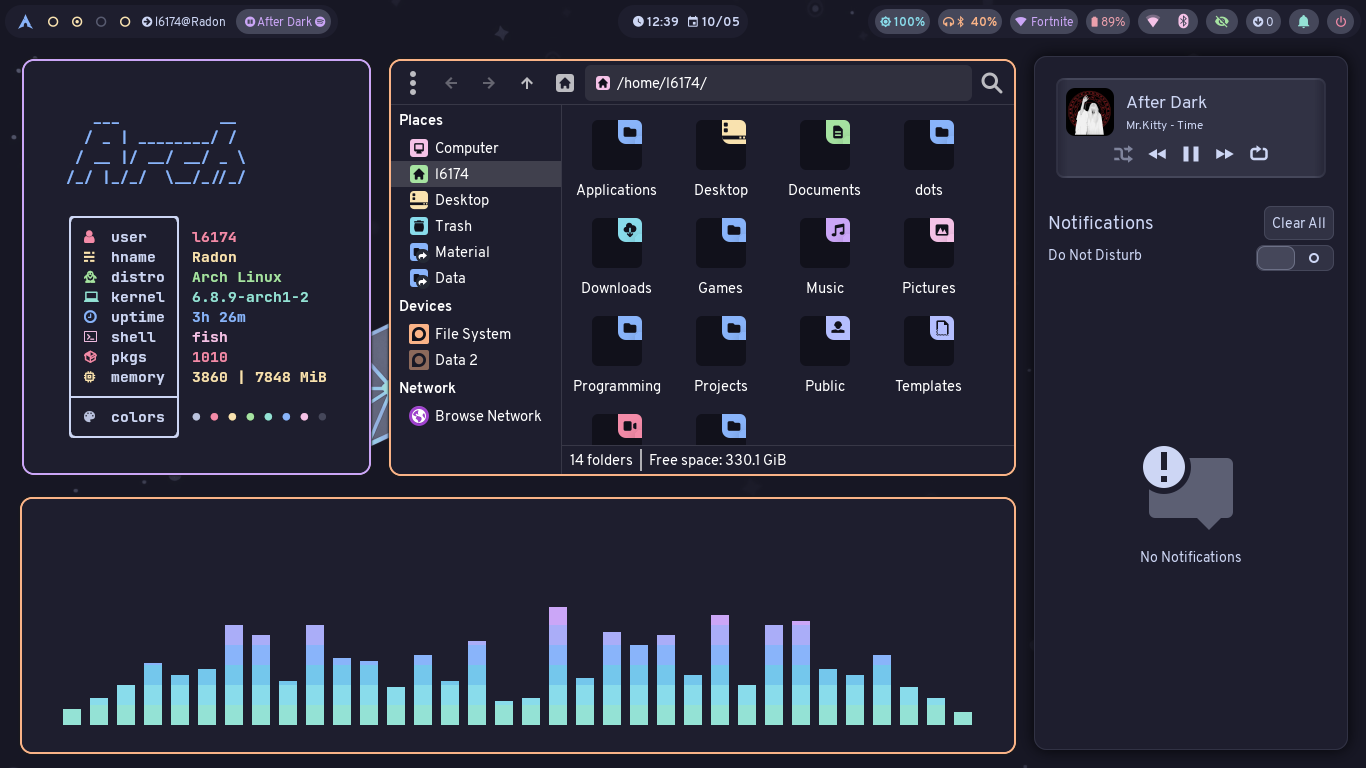 l6174@Radon
After Dark
12:39
10/05
100%
40%
Fortnite
89%
0
user l6174
hname Radon
distro Arch Linux
kernel 6.8.9-arch1-2
uptime 3h 26m
shell fish
pkgs 1010
memory 3860 | 7848 MiB
colors
/home/l6174/
Places
Computer
l6174
Desktop
Trash
Material
Data
Devices
File System
Data 2
Network
Browse Network
Applications Desktop Documents dots
Downloads Games Music Pictures
Programming Projects Public Templates
14 folders | Free space: 330.1 GiB
After Dark
Mr.Kitty - Time
Notifications
Clear All
Do Not Disturb
No Notifications